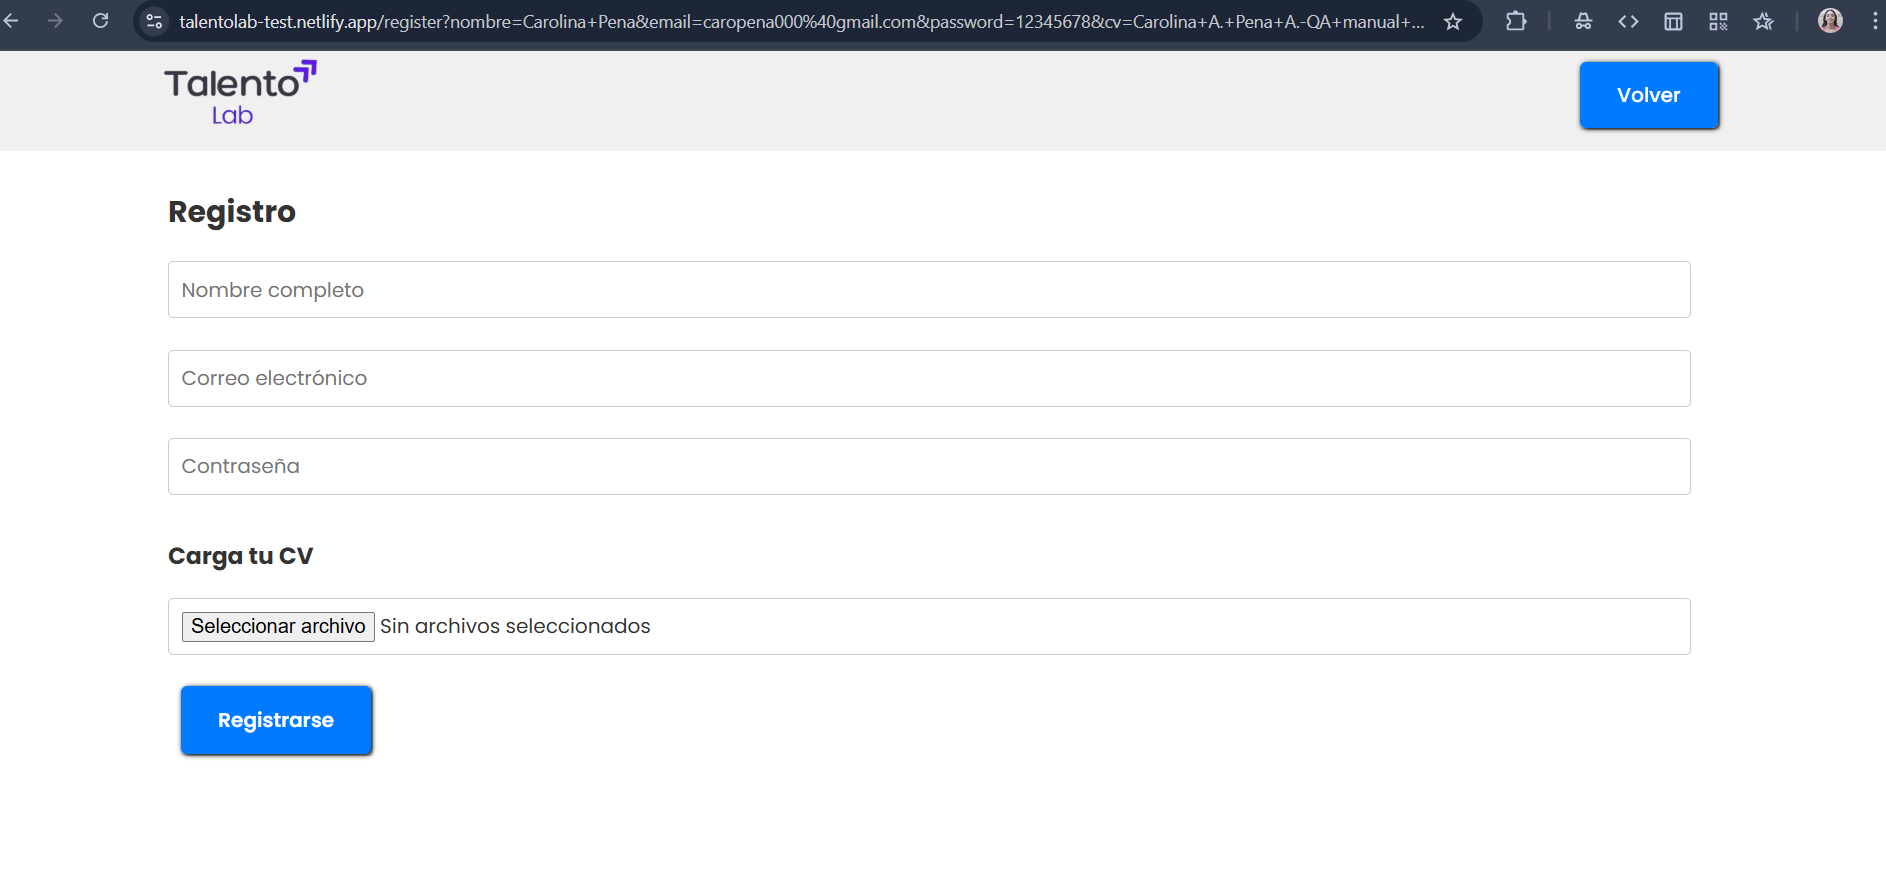 talentolab-test.netlify.app/register?nombre=Carolina+Pena&email=caropena000%40gmail.com&password=12345678&cv=Carolina+A.+Pena+A.-QA+manual+...
Talento
Lab
Volver
Registro
Nombre completo
Correo electrónico
Contraseña
Carga tu CV
Seleccionar archivo Sin archivos seleccionados
Registrarse